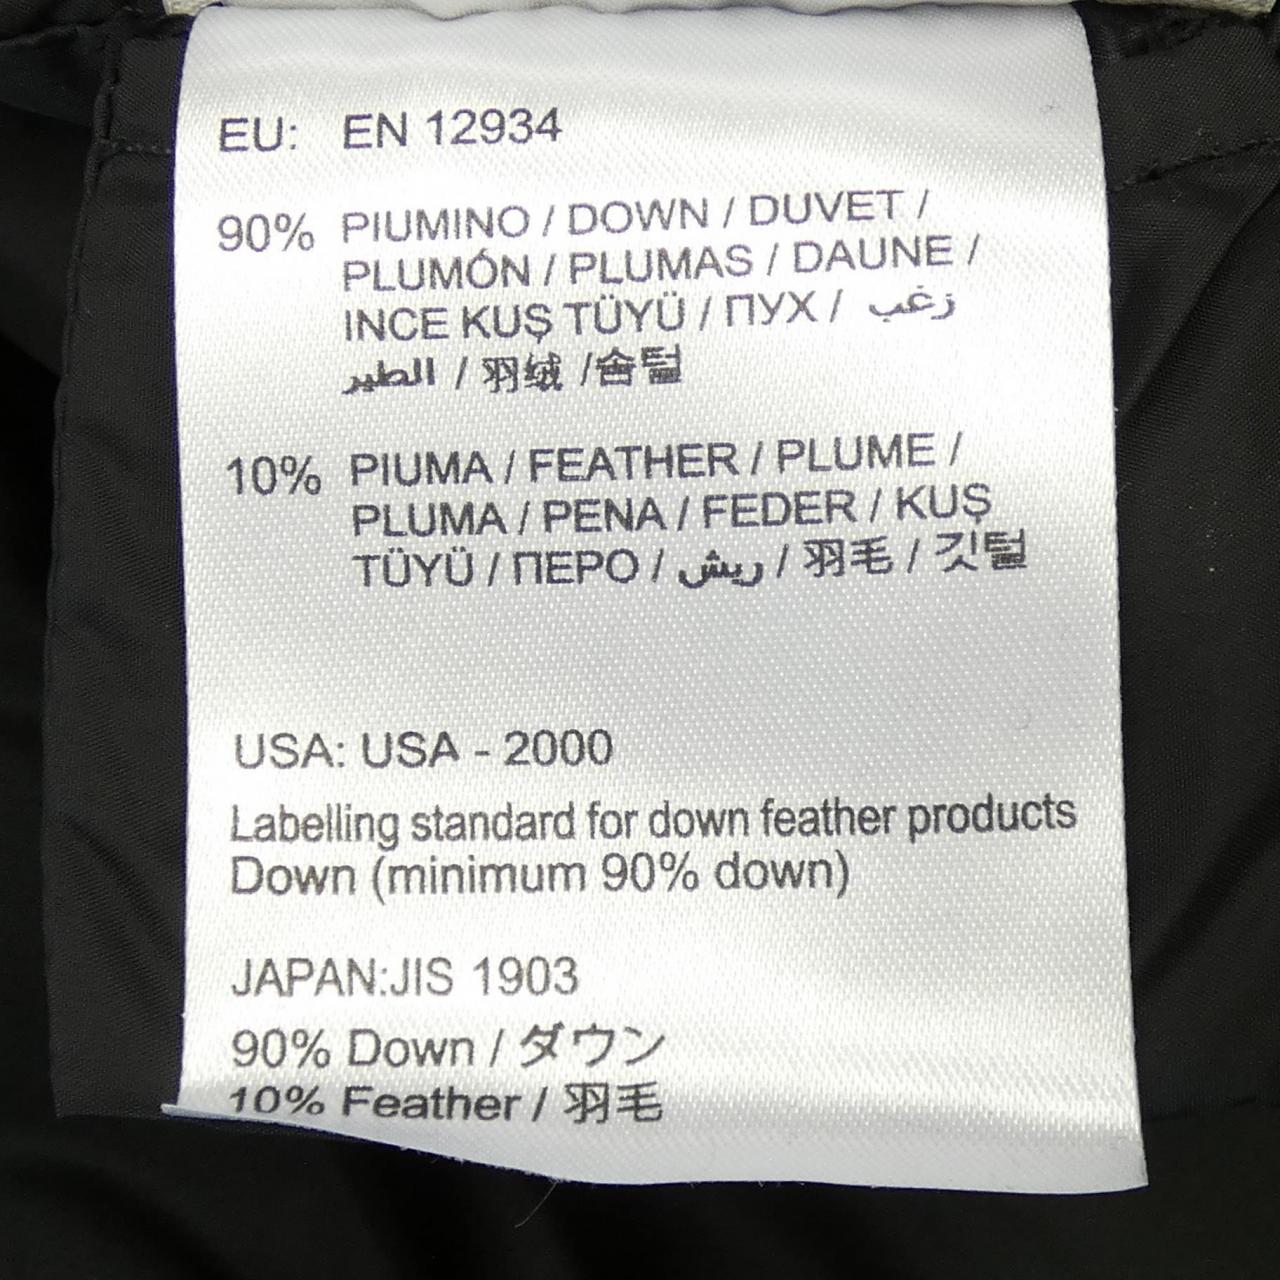 EU: EN 12934
90% PIUMINO / DOWN / DUVET /
PLUMÓN / PLUMAS / DAUNE /
INCE KUŞ TÜYÜ / ПУХ / زغب
الطير / 羽绒 /솜털
10% PIUMA / FEATHER / PLUME /
PLUMA / PENA / FEDER / KUŞ
TÜYÜ / ПЕРО / ريش / 羽毛 / 깃털
USA: USA - 2000
Labelling standard for down feather products
Down (minimum 90% down)
JAPAN:JIS 1903
90% Down / ダウン
10% Feather / 羽毛